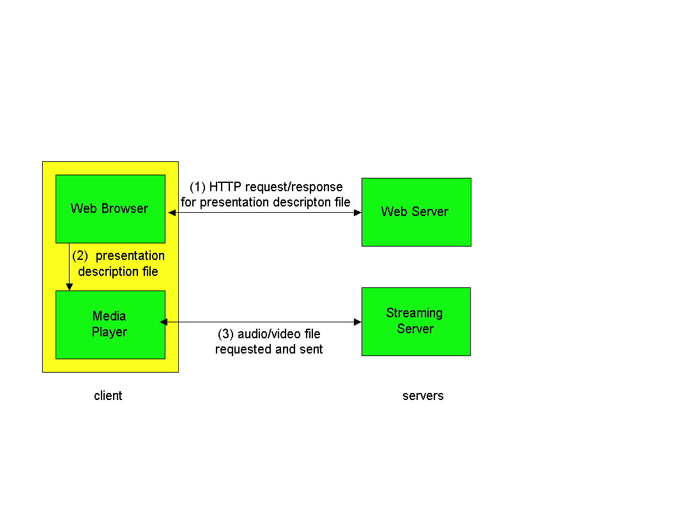 (1) HTTP request/response
for presentation descripton file
Web Browser
Web Server
(2)  presentation
description file
Media
Player
Streaming
Server
(3) audio/video file
requested and sent
client
servers